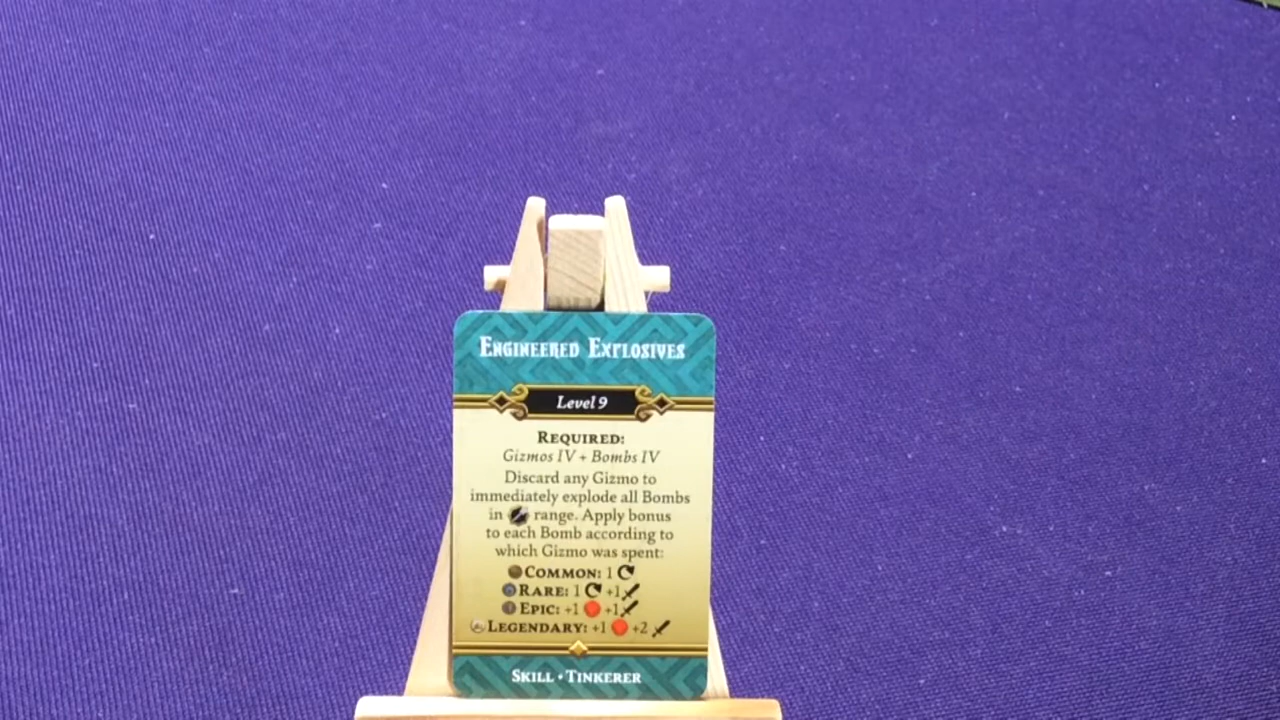 Engineered Explosives
Level 9
Required:
Gizmos IV + Bombs IV
Discard any Gizmo to
immediately explode all Bombs
in range. Apply bonus
to each Bomb according to
which Gizmo was spent:
Common: 1
Rare: 1 +1
Epic: +1 +1
Legendary: +1 +2
Skill • Tinkerer